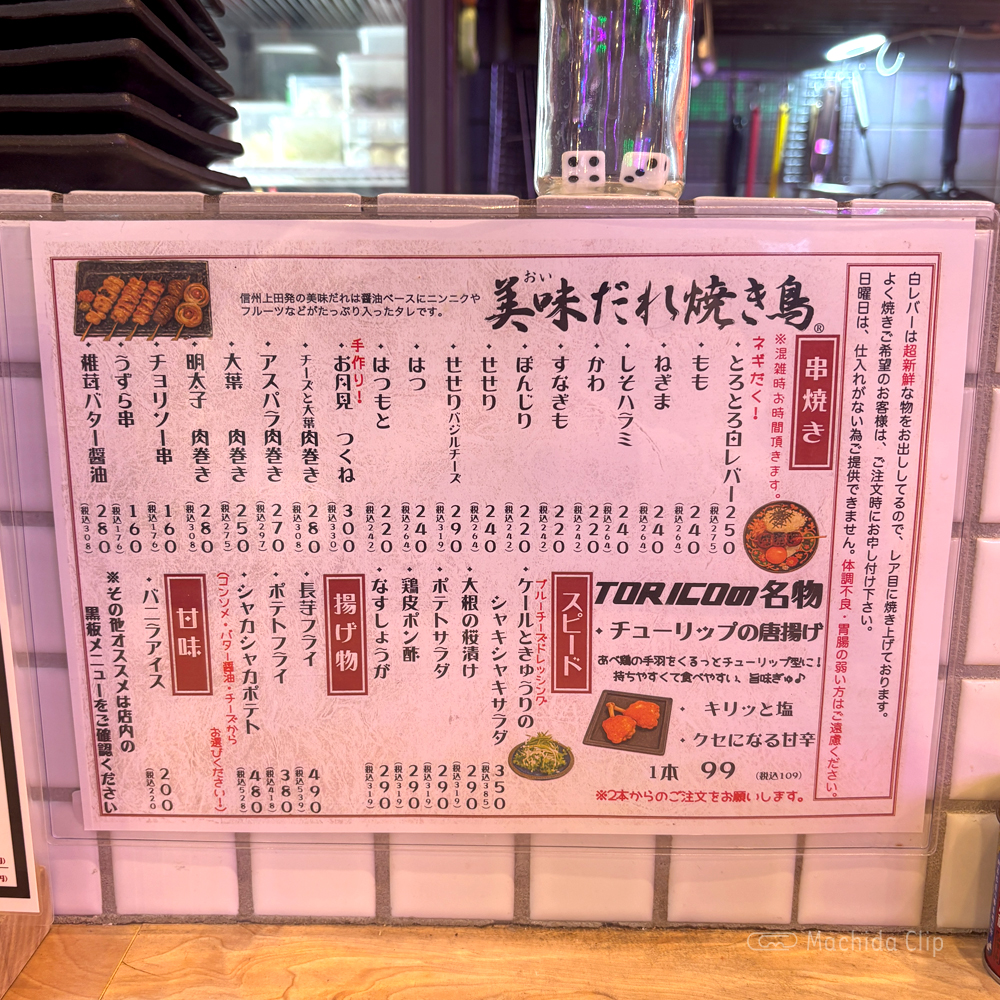 美味だれ焼き鳥®
おい
信州上田発の美味だれは醤油ベースにニンニクや
フルーツなどがたっぷり入ったタレです。
白レバーは超新鮮な物をお出ししてるので、レア目に焼き上げております。
よく焼きご希望のお客様は、ご注文時にお申し付け下さい。
日曜日は、仕入れがない為ご提供できません。体調不良・胃腸の弱い方はご遠慮ください。
串焼き
※混雑時お時間頂きます。
ネギだく!
・とろとろ白レバー 250 (税込275)
・もも 240 (税込264)
・ねぎま 240 (税込264)
・しそハラミ 240 (税込264)
・かわ 220
・すなぎも 220 (税込242)
・ぼんじり 220 (税込242)
・せせり 240 (税込264)
・せせりバジルチーズ 290 (税込319)
・はつ 240 (税込264)
・はつもと 220 (税込242)
手作り!
・お月見 つくね 300 (税込330)
・チーズと大葉肉巻き 280 (税込308)
・アスパラ肉巻き 270 (税込297)
・大葉 肉巻き 250 (税込275)
・明太子 肉巻き 280 (税込308)
・チョリソー串 160 (税込176)
・うずら串 160 (税込176)
・椎茸バター醤油 280 (税込308)
TORICOの名物
・チューリップの唐揚げ
あべ鶏の手羽をくるっとチューリップ型に!
持ちやすくて食べやすい、旨味ぎゅ♪
・ キリッと塩
・クセになる甘辛
1本 99 (税込109)
※2本からのご注文をお願いします。
スピード
ブルーチーズドレッシング
・ケールときゅうりの
シャキシャキサラダ 350 (税込385)
・大根の桜漬け 290 (税込319)
・ポテトサラダ 290 (税込319)
・鶏皮ポン酢 290 (税込319)
・なすしょうが 290 (税込319)
揚げ物
・長芋フライ 490 (税込539)
・ポテトフライ 380 (税込418)
・シャカシャカポテト 480 (税込528)
(コンソメ・バター醤油・チーズから
お選びください!)
甘味
・バニラアイス 200 (税込220)
※その他オススメは店内の
黒板メニューをご確認ください
Machida Clip